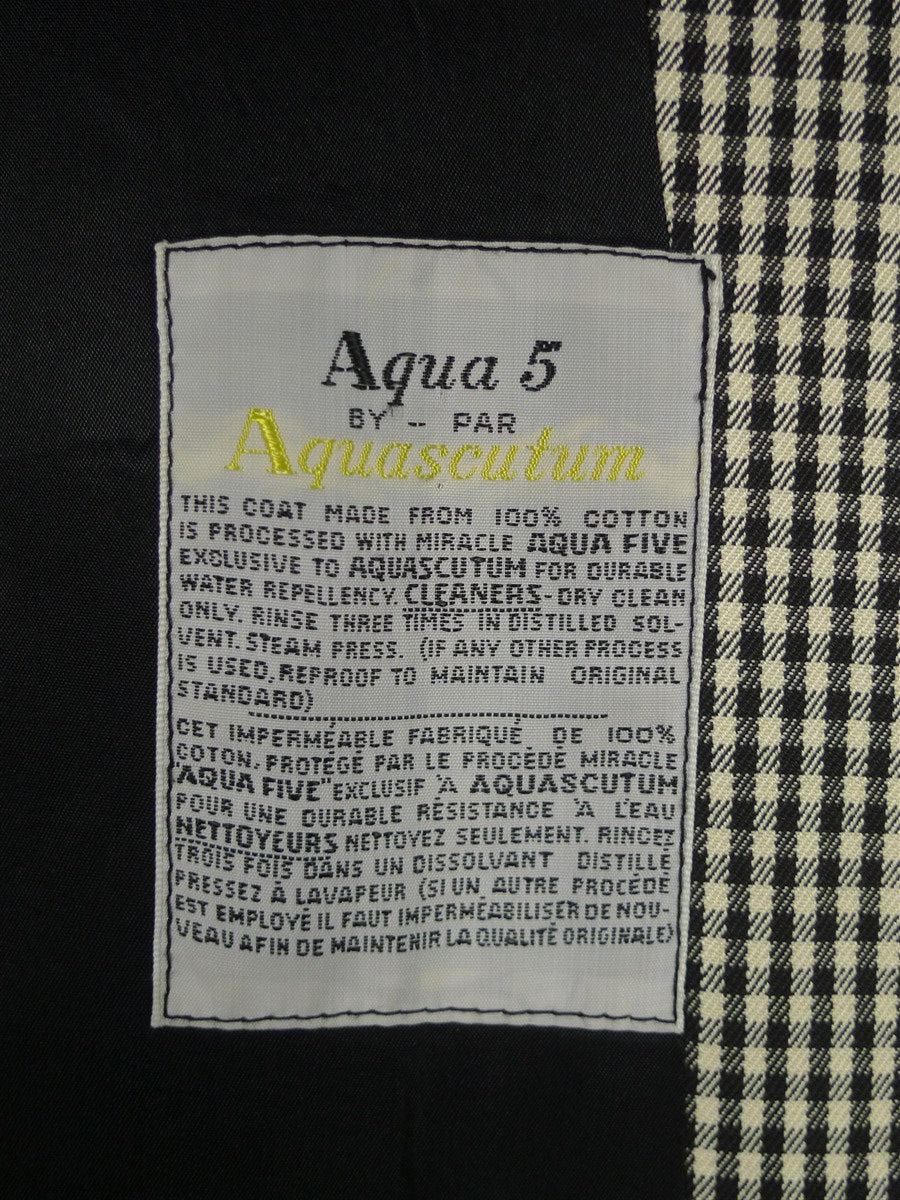 Aqua 5
BY -- PAR
Aquascutum
THIS COAT MADE FROM 100% COTTON
IS PROCESSED WITH MIRACLE AQUA FIVE
EXCLUSIVE TO AQUASCUTUM FOR DURABLE
WATER REPELLENCY. CLEANERS-DRY CLEAN
ONLY. RINSE THREE TIMES IN DISTILLED SOL-
VENT. STEAM PRESS. (IF ANY OTHER PROCESS
IS USED, REPROOF TO MAINTAIN ORIGINAL
STANDARD)
CET IMPERMÉABLE FABRIQUÉ DE 100%
COTON, PROTÉGÉ PAR LE PROCÉDÉ MIRACLE
"AQUA FIVE" EXCLUSIF À AQUASCUTUM
POUR UNE DURABLE RÉSISTANCE À L'EAU
NETTOYEURS NETTOYEZ SEULEMENT. RINCEZ
TROIS FOIS DANS UN DISSOLVANT DISTILLÉ
PRESSEZ À LAVAPEUR (SI UN AUTRE PROCÉDÉ
EST EMPLOYÉ IL FAUT IMPERMÉABILISER DE NOU-
VEAU AFIN DE MAINTENIR LA QUALITÉ ORIGINALE)